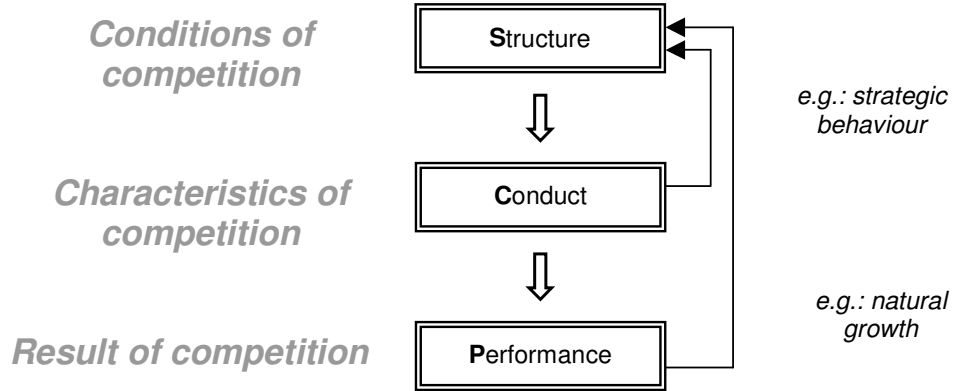 Conditions of
competition
Structure
e.g.: strategic
behaviour
Characteristics of
competition
Conduct
e.g.: natural
growth
Result of competition
Performance